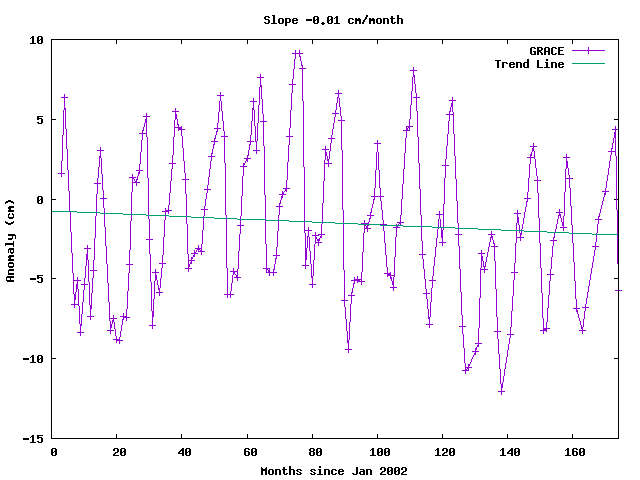 Slope -0.01 cm/month
GRACE
Trend Line
10
5
0
-5
-10
-15
Anomaly (cm)
0 20 40 60 80 100 120 140 160
Months since Jan 2002